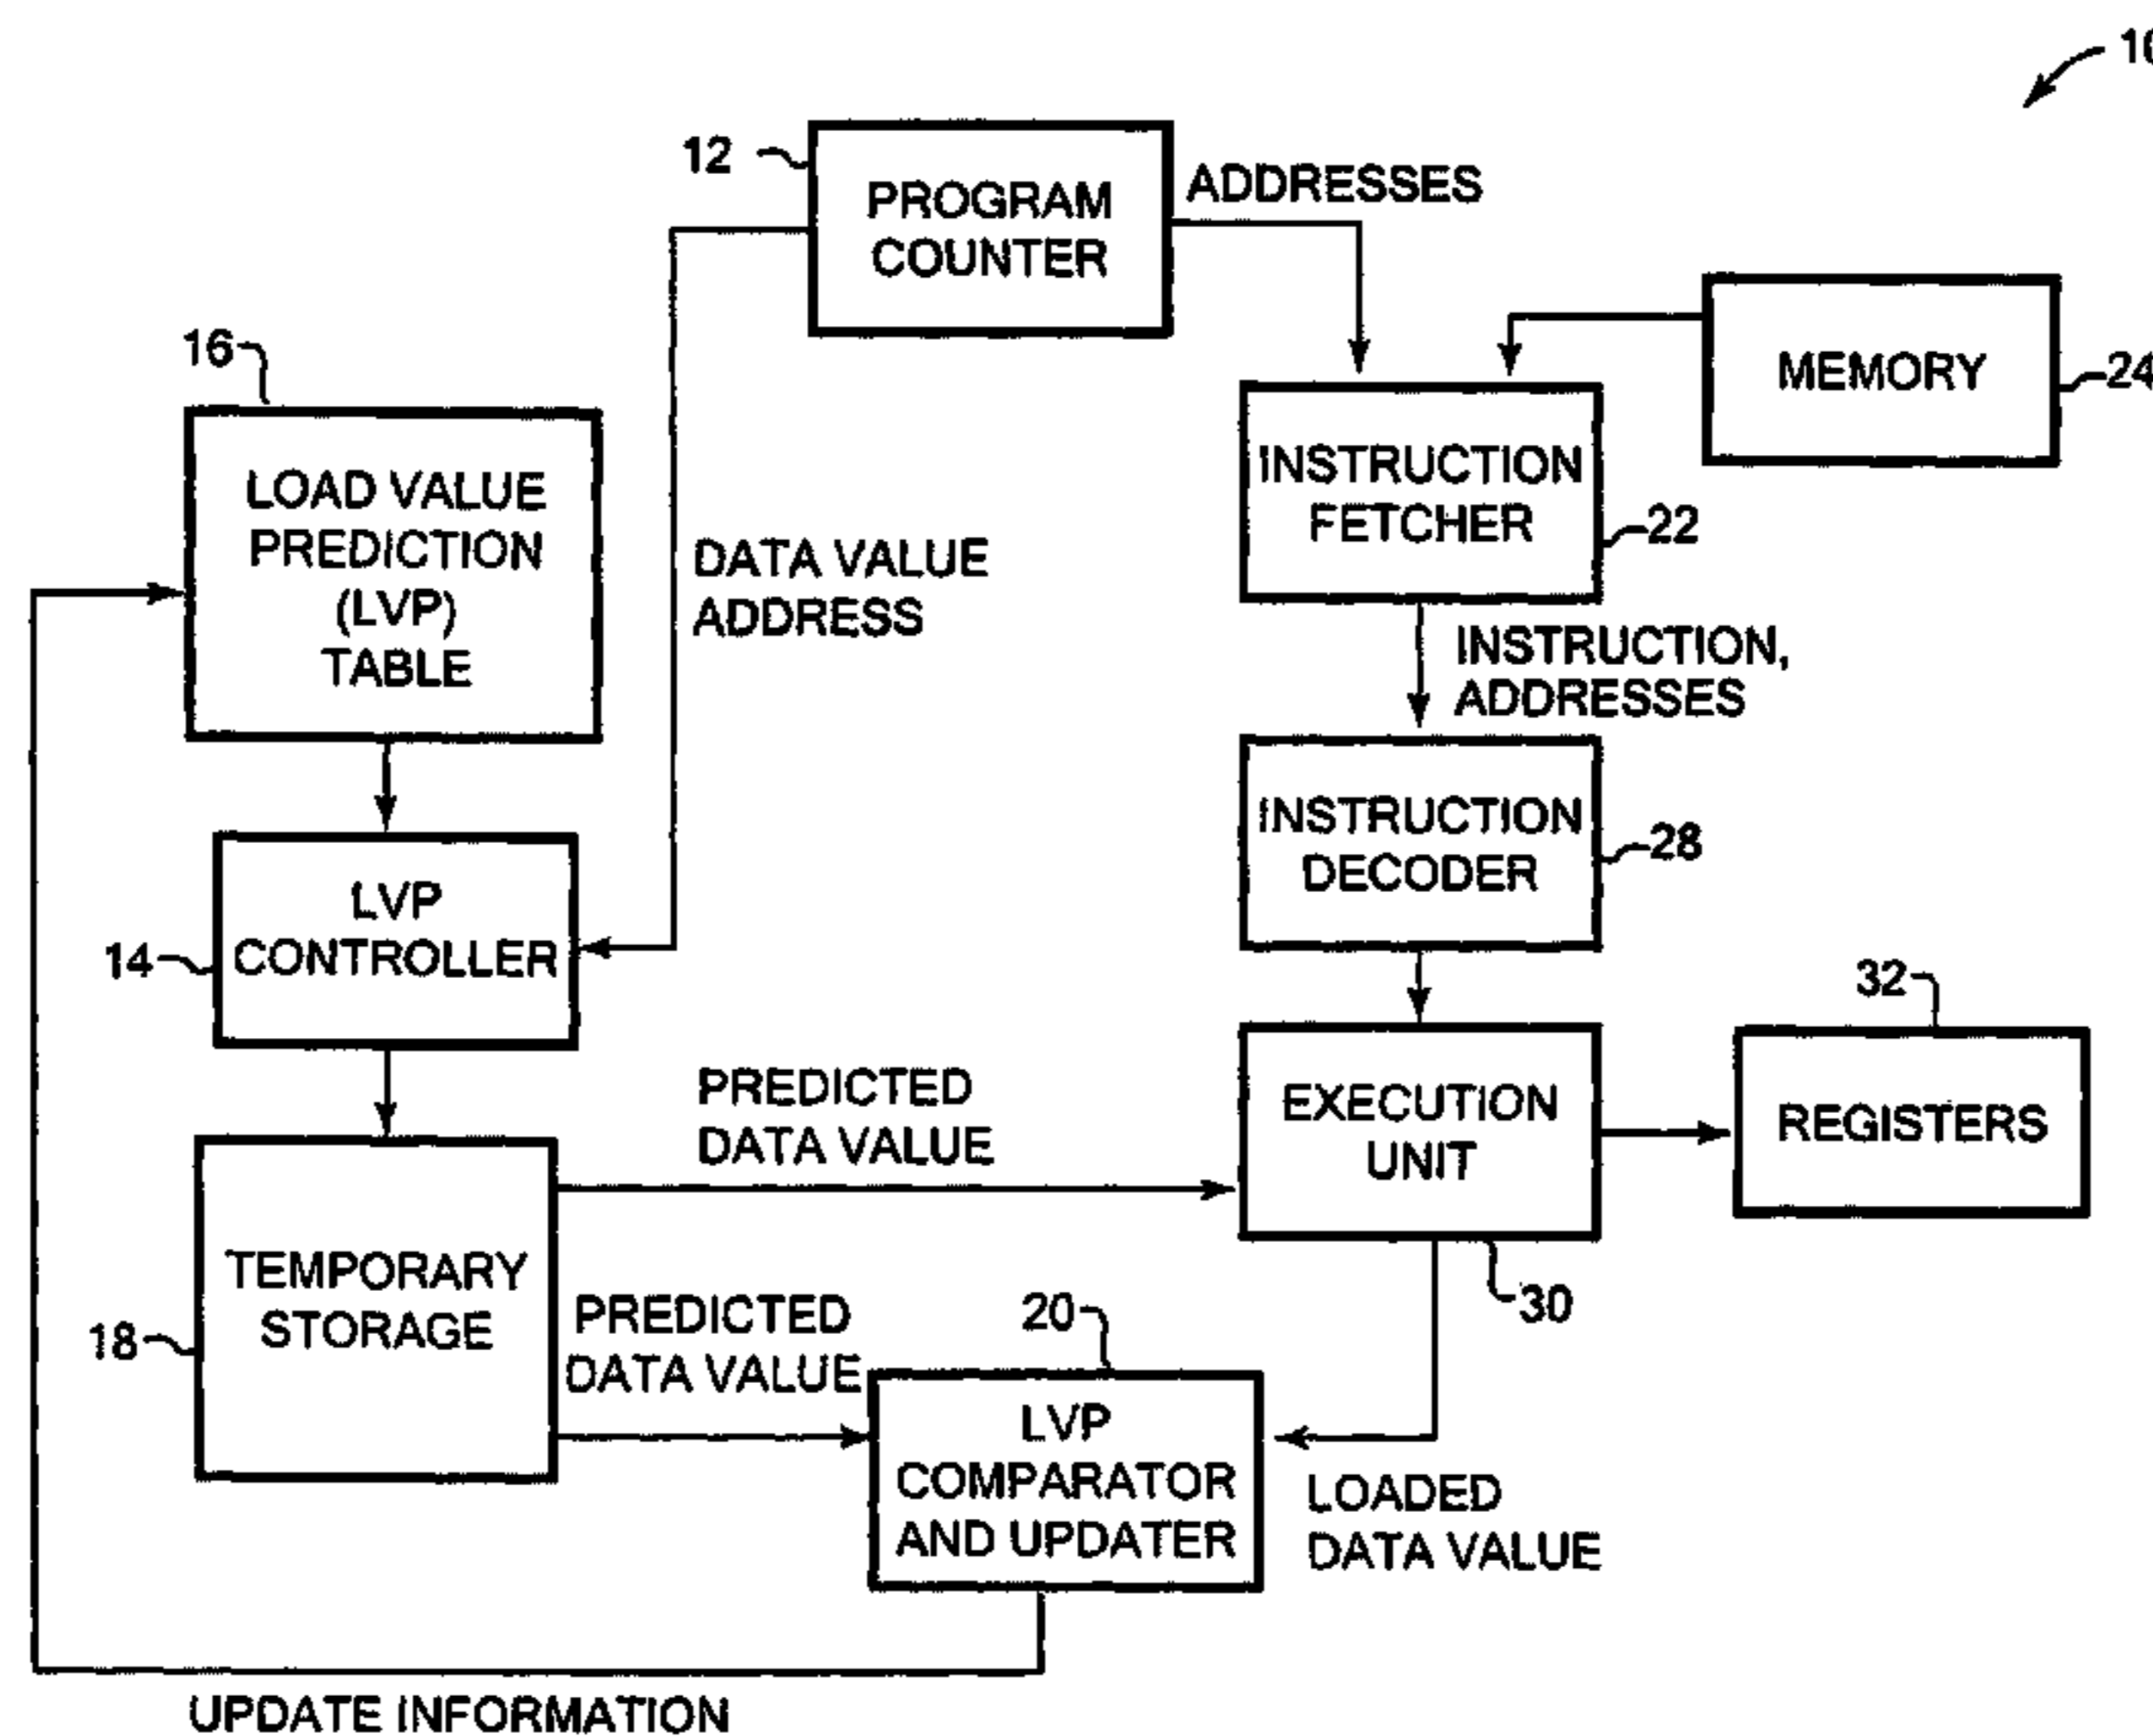 12
PROGRAM
COUNTER
ADDRESSES
MEMORY
24
16
LOAD VALUE
PREDICTION
(LVP)
TABLE
DATA VALUE
ADDRESS
INSTRUCTION
FETCHER
22
INSTRUCTION,
ADDRESSES
INSTRUCTION
DECODER
28
14
LVP
CONTROLLER
32
REGISTERS
EXECUTION
UNIT
30
PREDICTED
DATA VALUE
18
TEMPORARY
STORAGE
PREDICTED
DATA VALUE
20
LVP
COMPARATOR
AND UPDATER
LOADED
DATA VALUE
UPDATE INFORMATION